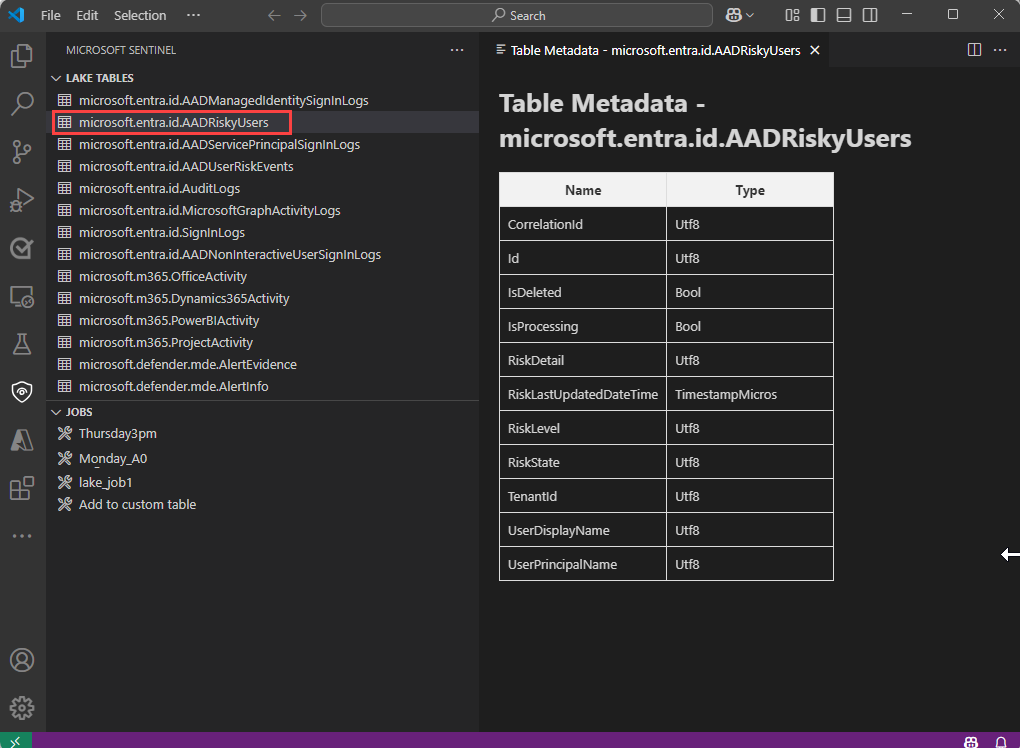 File Edit Selection ··· Search
MICROSOFT SENTINEL ···
LAKE TABLES
microsoft.entra.id.AADManagedIdentitySignInLogs
microsoft.entra.id.AADRiskyUsers
microsoft.entra.id.AADServicePrincipalSignInLogs
microsoft.entra.id.AADUserRiskEvents
microsoft.entra.id.AuditLogs
microsoft.entra.id.MicrosoftGraphActivityLogs
microsoft.entra.id.SignInLogs
microsoft.entra.id.AADNonInteractiveUserSignInLogs
microsoft.m365.OfficeActivity
microsoft.m365.Dynamics365Activity
microsoft.m365.PowerBIActivity
microsoft.m365.ProjectActivity
microsoft.defender.mde.AlertEvidence
microsoft.defender.mde.AlertInfo
JOBS
Thursday3pm
Monday_A0
lake_job1
Add to custom table
Table Metadata - microsoft.entra.id.AADRiskyUsers
Table Metadata -
microsoft.entra.id.AADRiskyUsers
Name Type
CorrelationId Utf8
Id Utf8
IsDeleted Bool
IsProcessing Bool
RiskDetail Utf8
RiskLastUpdatedDateTime TimestampMicros
RiskLevel Utf8
RiskState Utf8
TenantId Utf8
UserDisplayName Utf8
UserPrincipalName Utf8